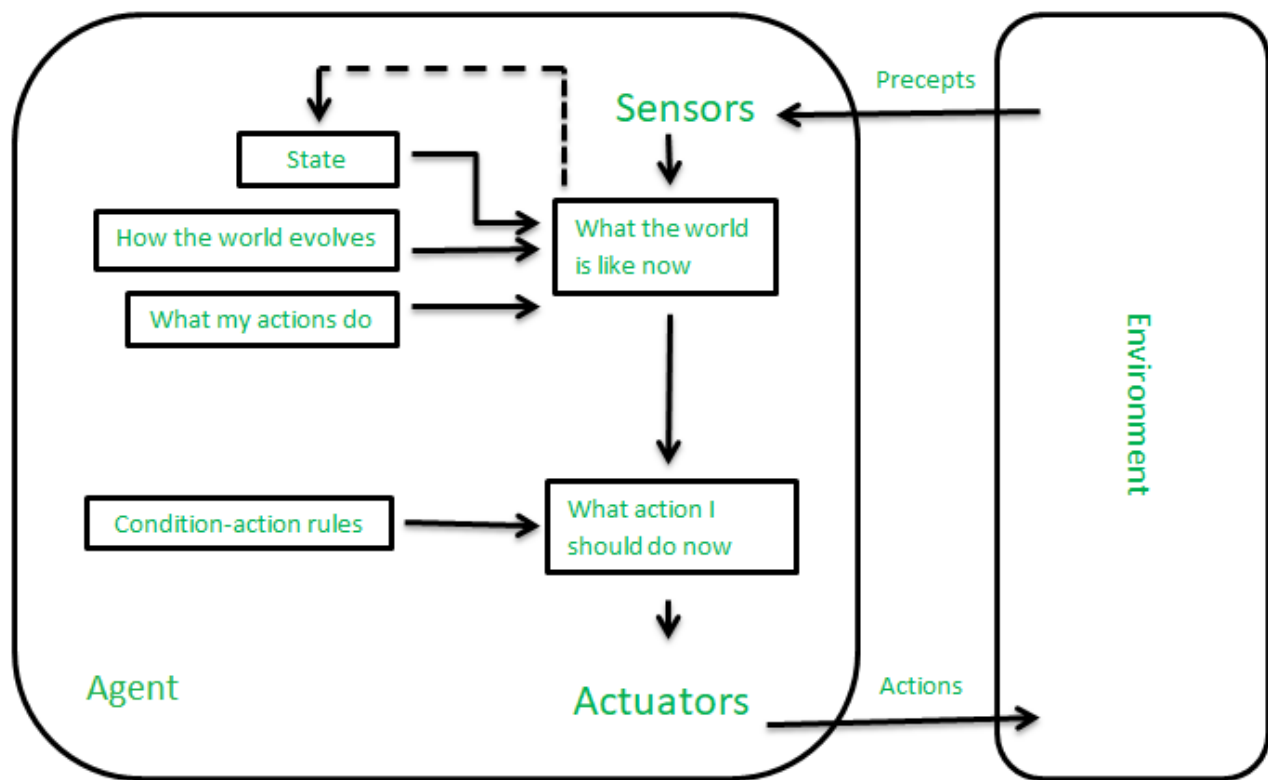 Precepts
Sensors
State
How the world evolves
What the world
is like now
What my actions do
Environment
Condition-action rules
What action I
should do now
Agent
Actuators
Actions